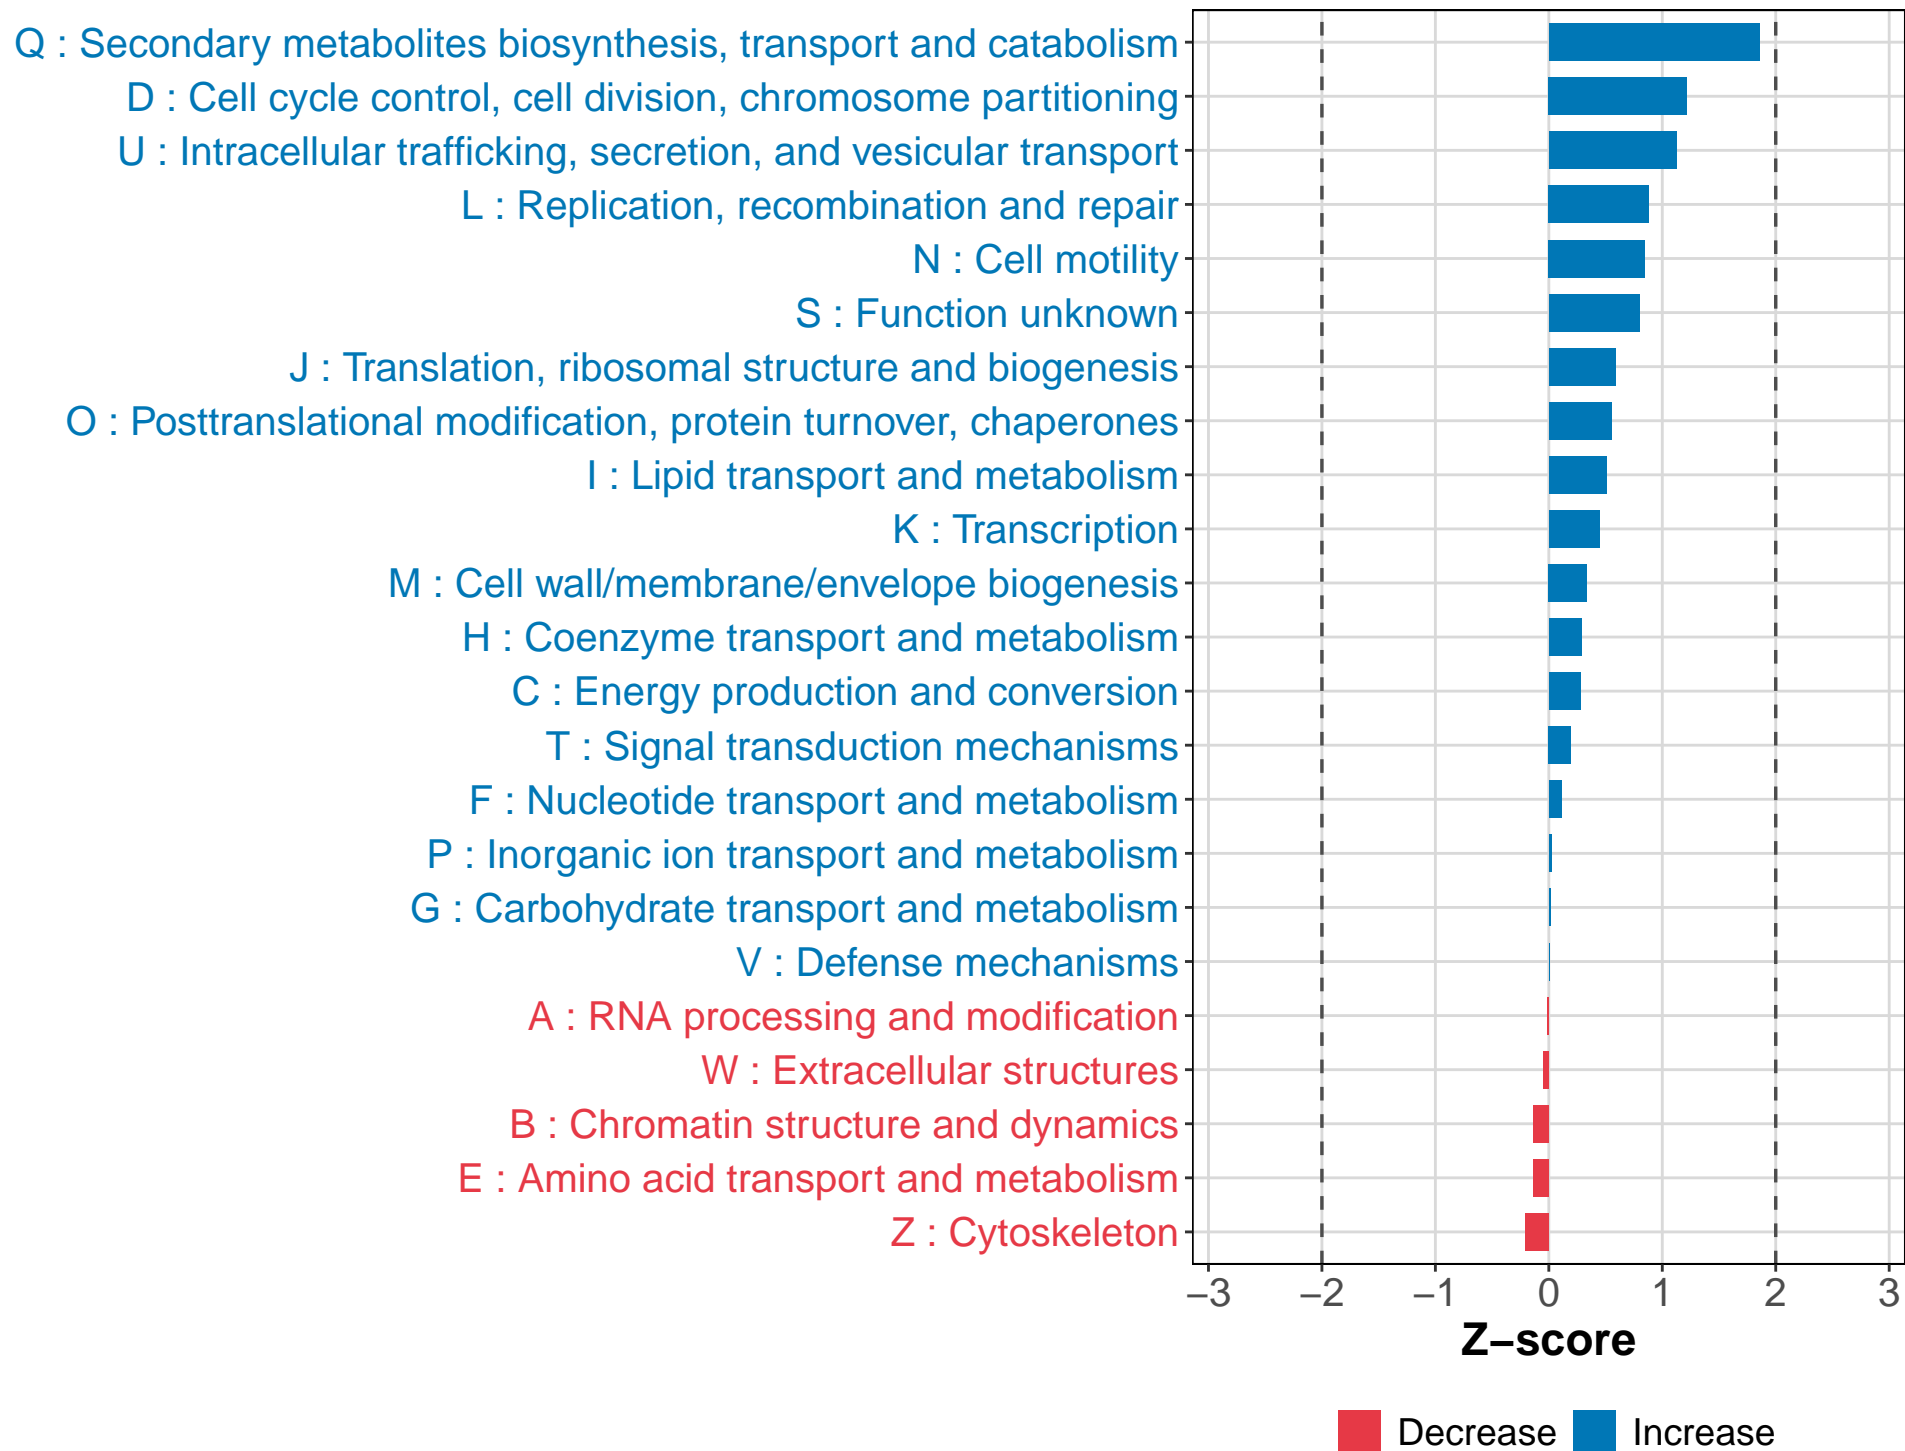 Q : Secondary metabolites biosynthesis, transport and catabolism
D : Cell cycle control, cell division, chromosome partitioning
U : Intracellular trafficking, secretion, and vesicular transport
L : Replication, recombination and repair
N : Cell motility
S : Function unknown
J : Translation, ribosomal structure and biogenesis
O : Posttranslational modification, protein turnover, chaperones
I : Lipid transport and metabolism
K : Transcription
M : Cell wall/membrane/envelope biogenesis
H : Coenzyme transport and metabolism
C : Energy production and conversion
T : Signal transduction mechanisms
F : Nucleotide transport and metabolism
P : Inorganic ion transport and metabolism
G : Carbohydrate transport and metabolism
V : Defense mechanisms
A : RNA processing and modification
W : Extracellular structures
B : Chromatin structure and dynamics
E : Amino acid transport and metabolism
Z : Cytoskeleton
−3 −2 −1 0 1 2 3
Z−score
Decrease Increase